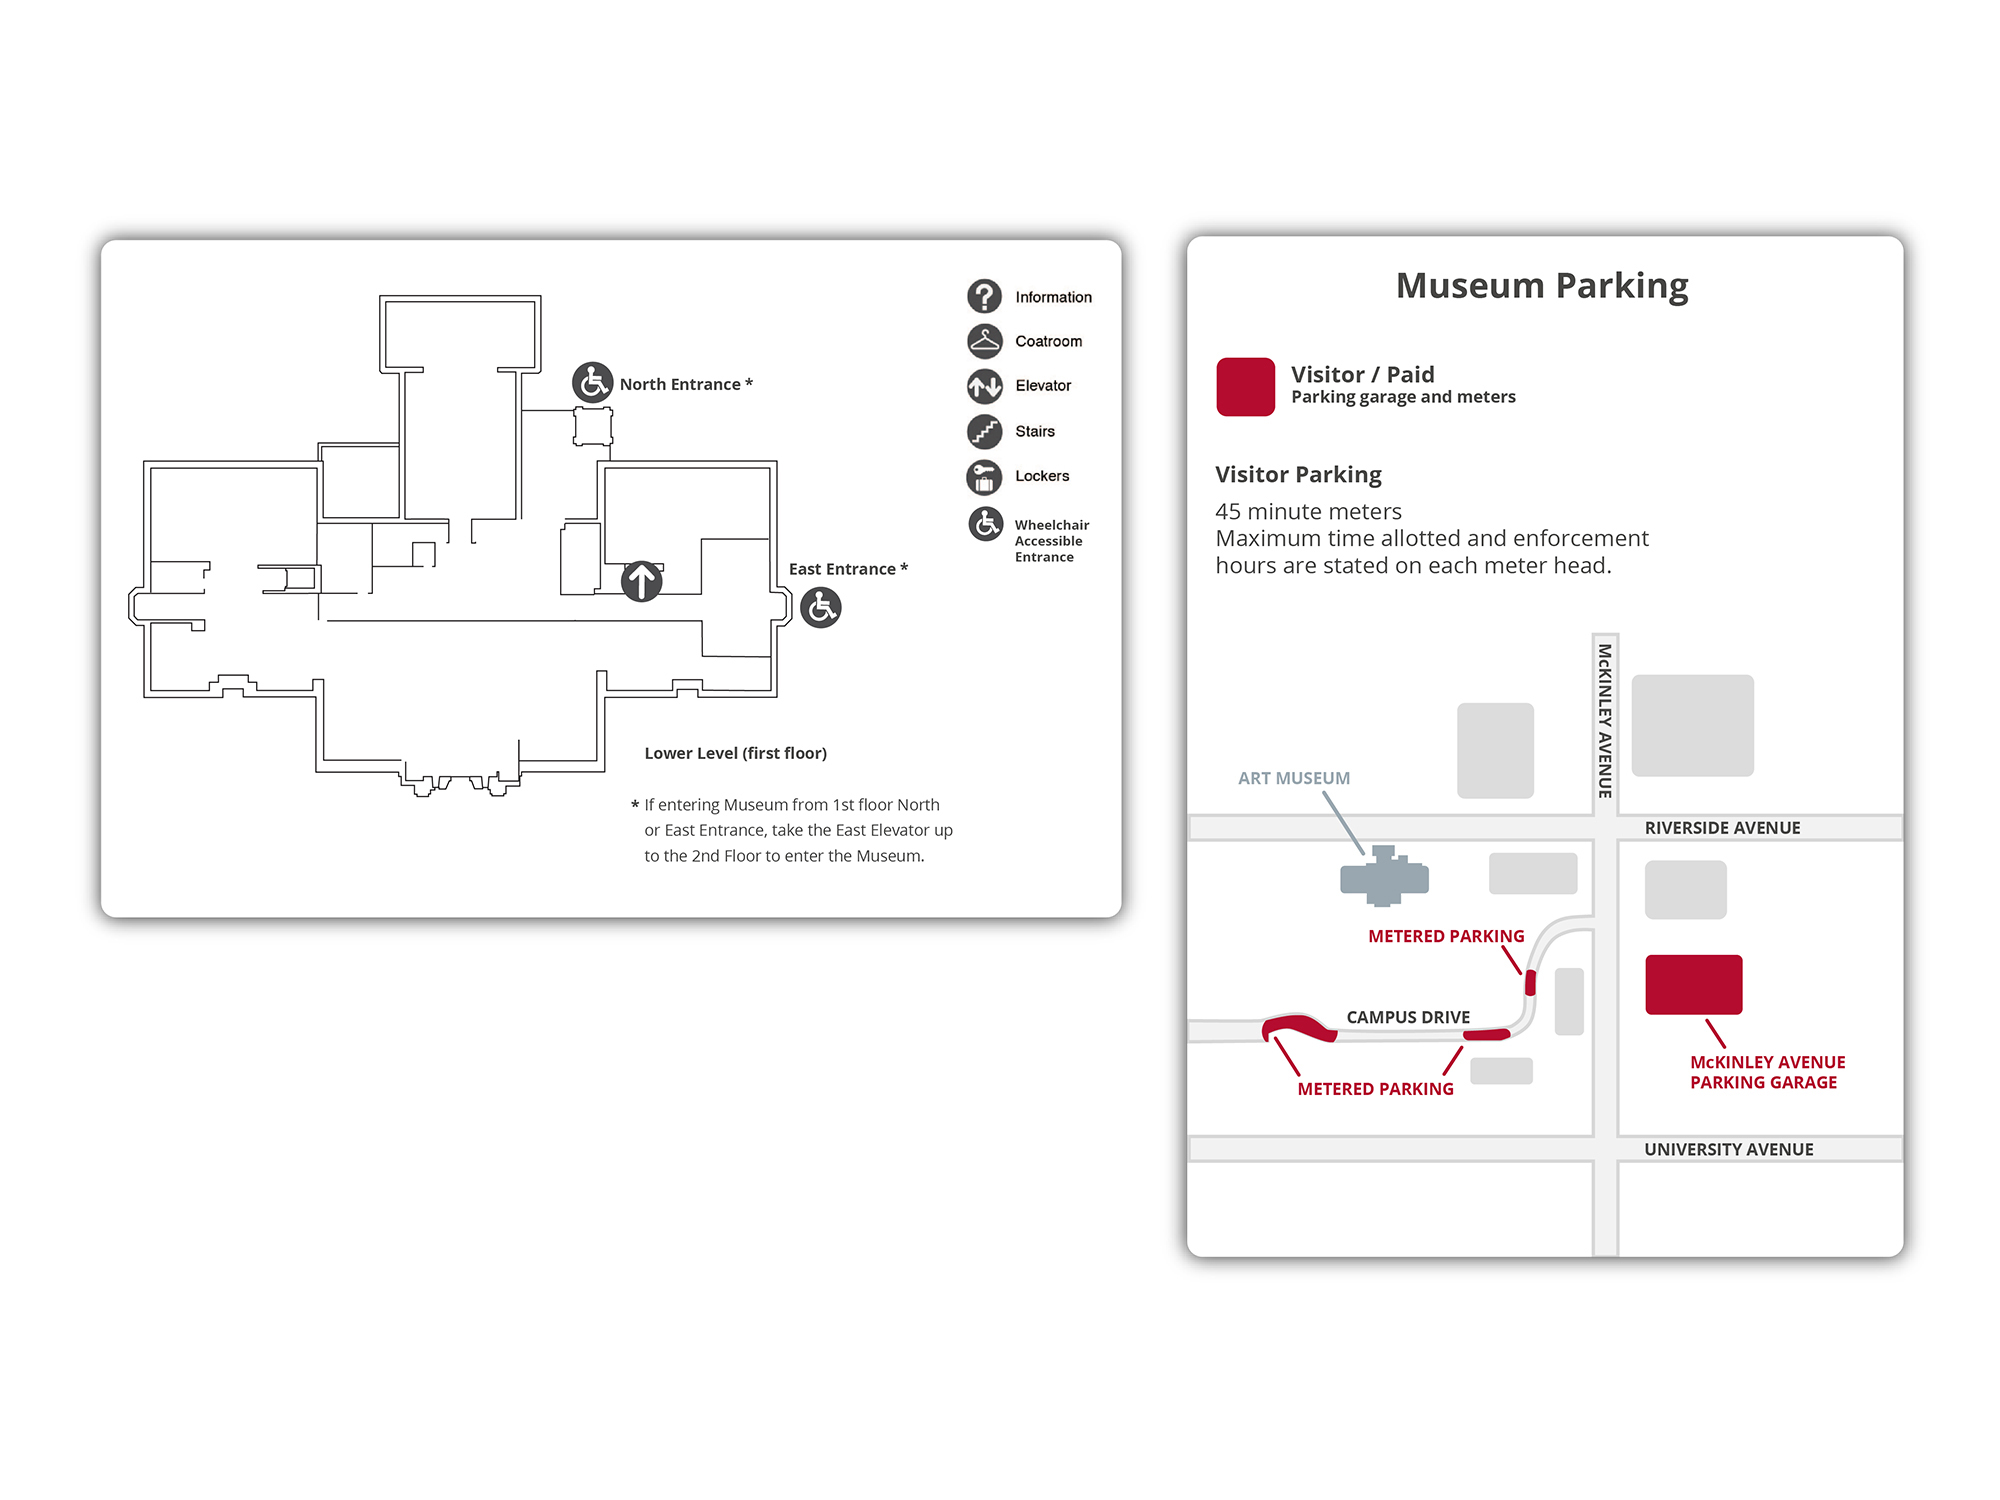 North Entrance *
East Entrance *
Information
Coatroom
Elevator
Stairs
Lockers
Wheelchair
Accessible
Entrance
Lower Level (first floor)
* If entering Museum from 1st floor North
or East Entrance, take the East Elevator up
to the 2nd Floor to enter the Museum.
Museum Parking
Visitor / Paid
Parking garage and meters
Visitor Parking
45 minute meters
Maximum time allotted and enforcement
hours are stated on each meter head.
McKINLEY AVENUE
ART MUSEUM
RIVERSIDE AVENUE
METERED PARKING
CAMPUS DRIVE
METERED PARKING
McKINLEY AVENUE
PARKING GARAGE
UNIVERSITY AVENUE